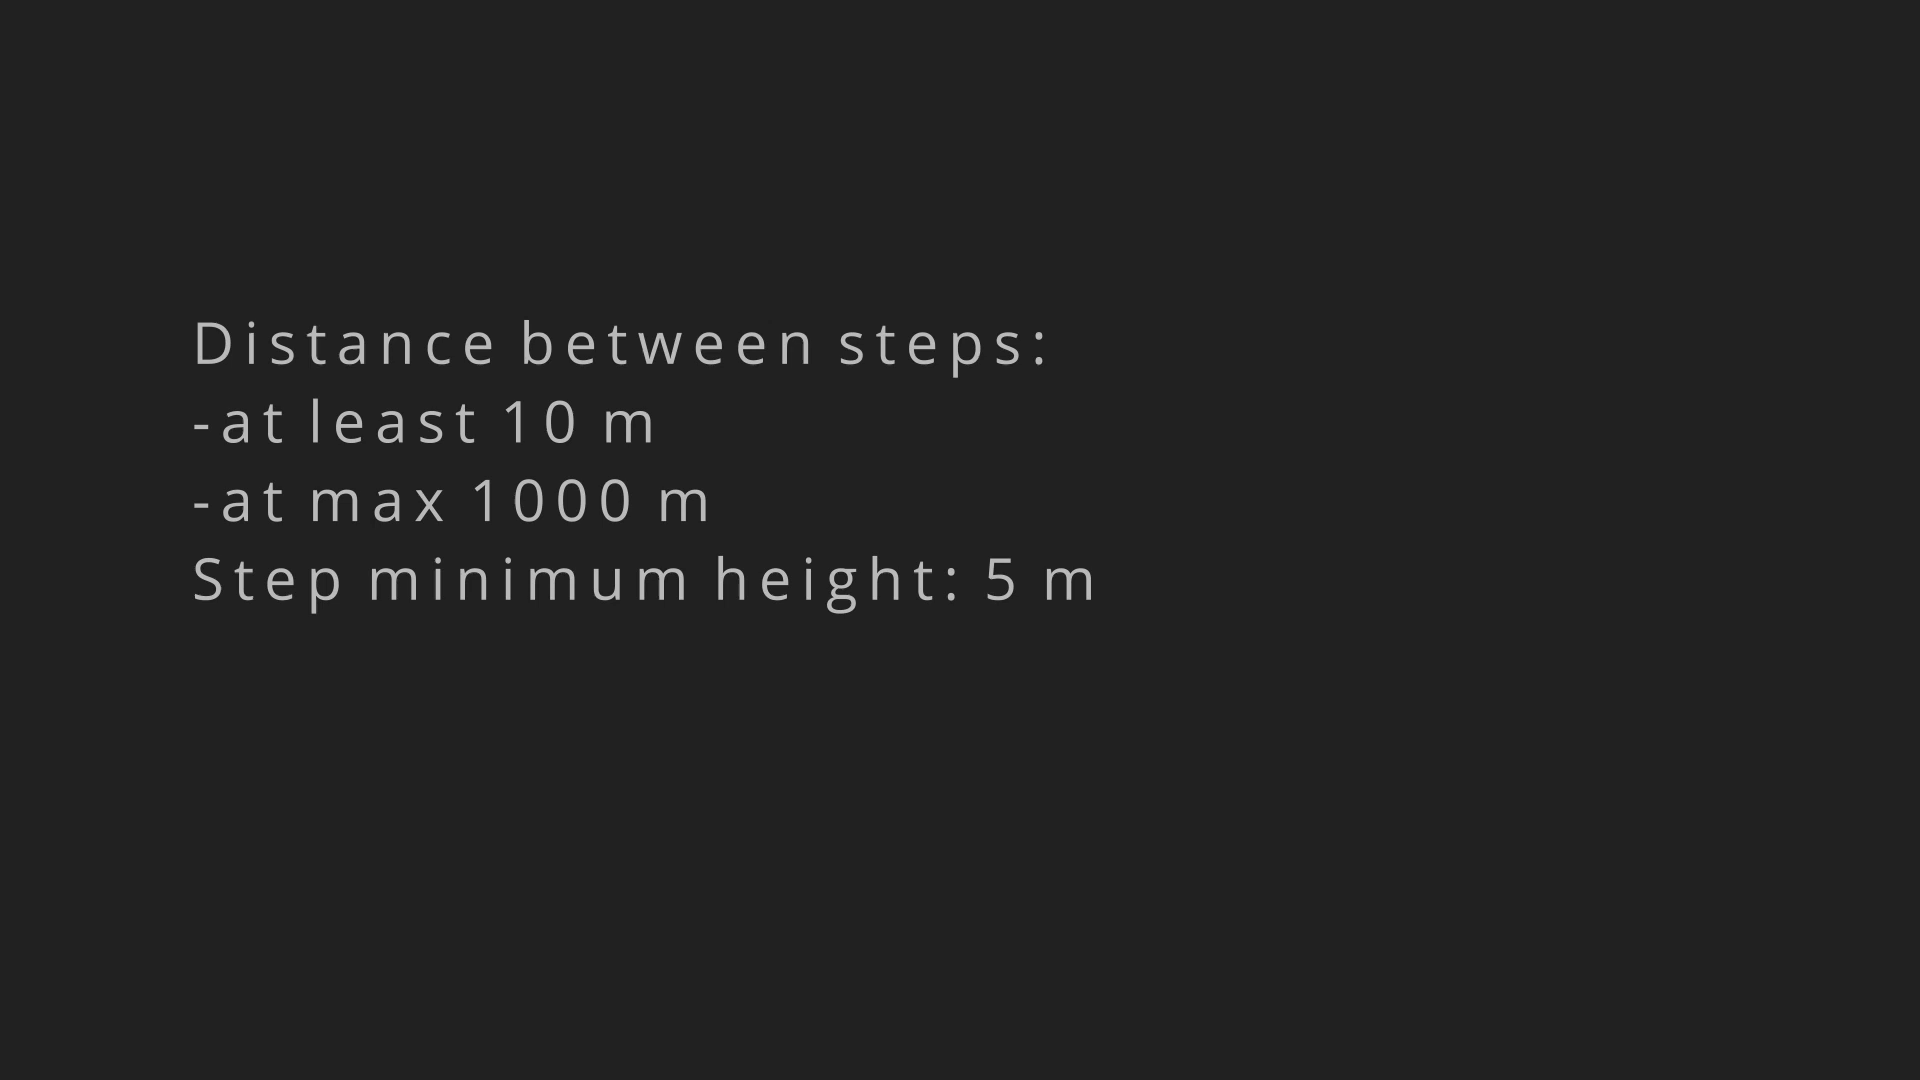 Distance between steps:
-at least 10 m
-at max 1000 m
Step minimum height: 5 m